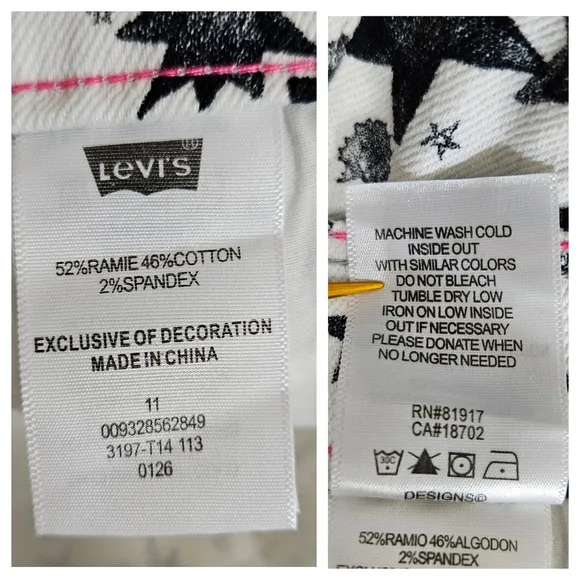 LEVI'S®
52%RAMIE 46%COTTON
2%SPANDEX
EXCLUSIVE OF DECORATION
MADE IN CHINA
11
009328562849
3197-T14 113
0126
MACHINE WASH COLD
INSIDE OUT
WITH SIMILAR COLORS
DO NOT BLEACH
TUMBLE DRY LOW
IRON ON LOW INSIDE
OUT IF NECESSARY
PLEASE DONATE WHEN
NO LONGER NEEDED
RN#81917
CA#18702
30C
DESIGNS©
52%RAMIO 46%ALGODON
2%SPANDEX
EXCLUSIVE DE